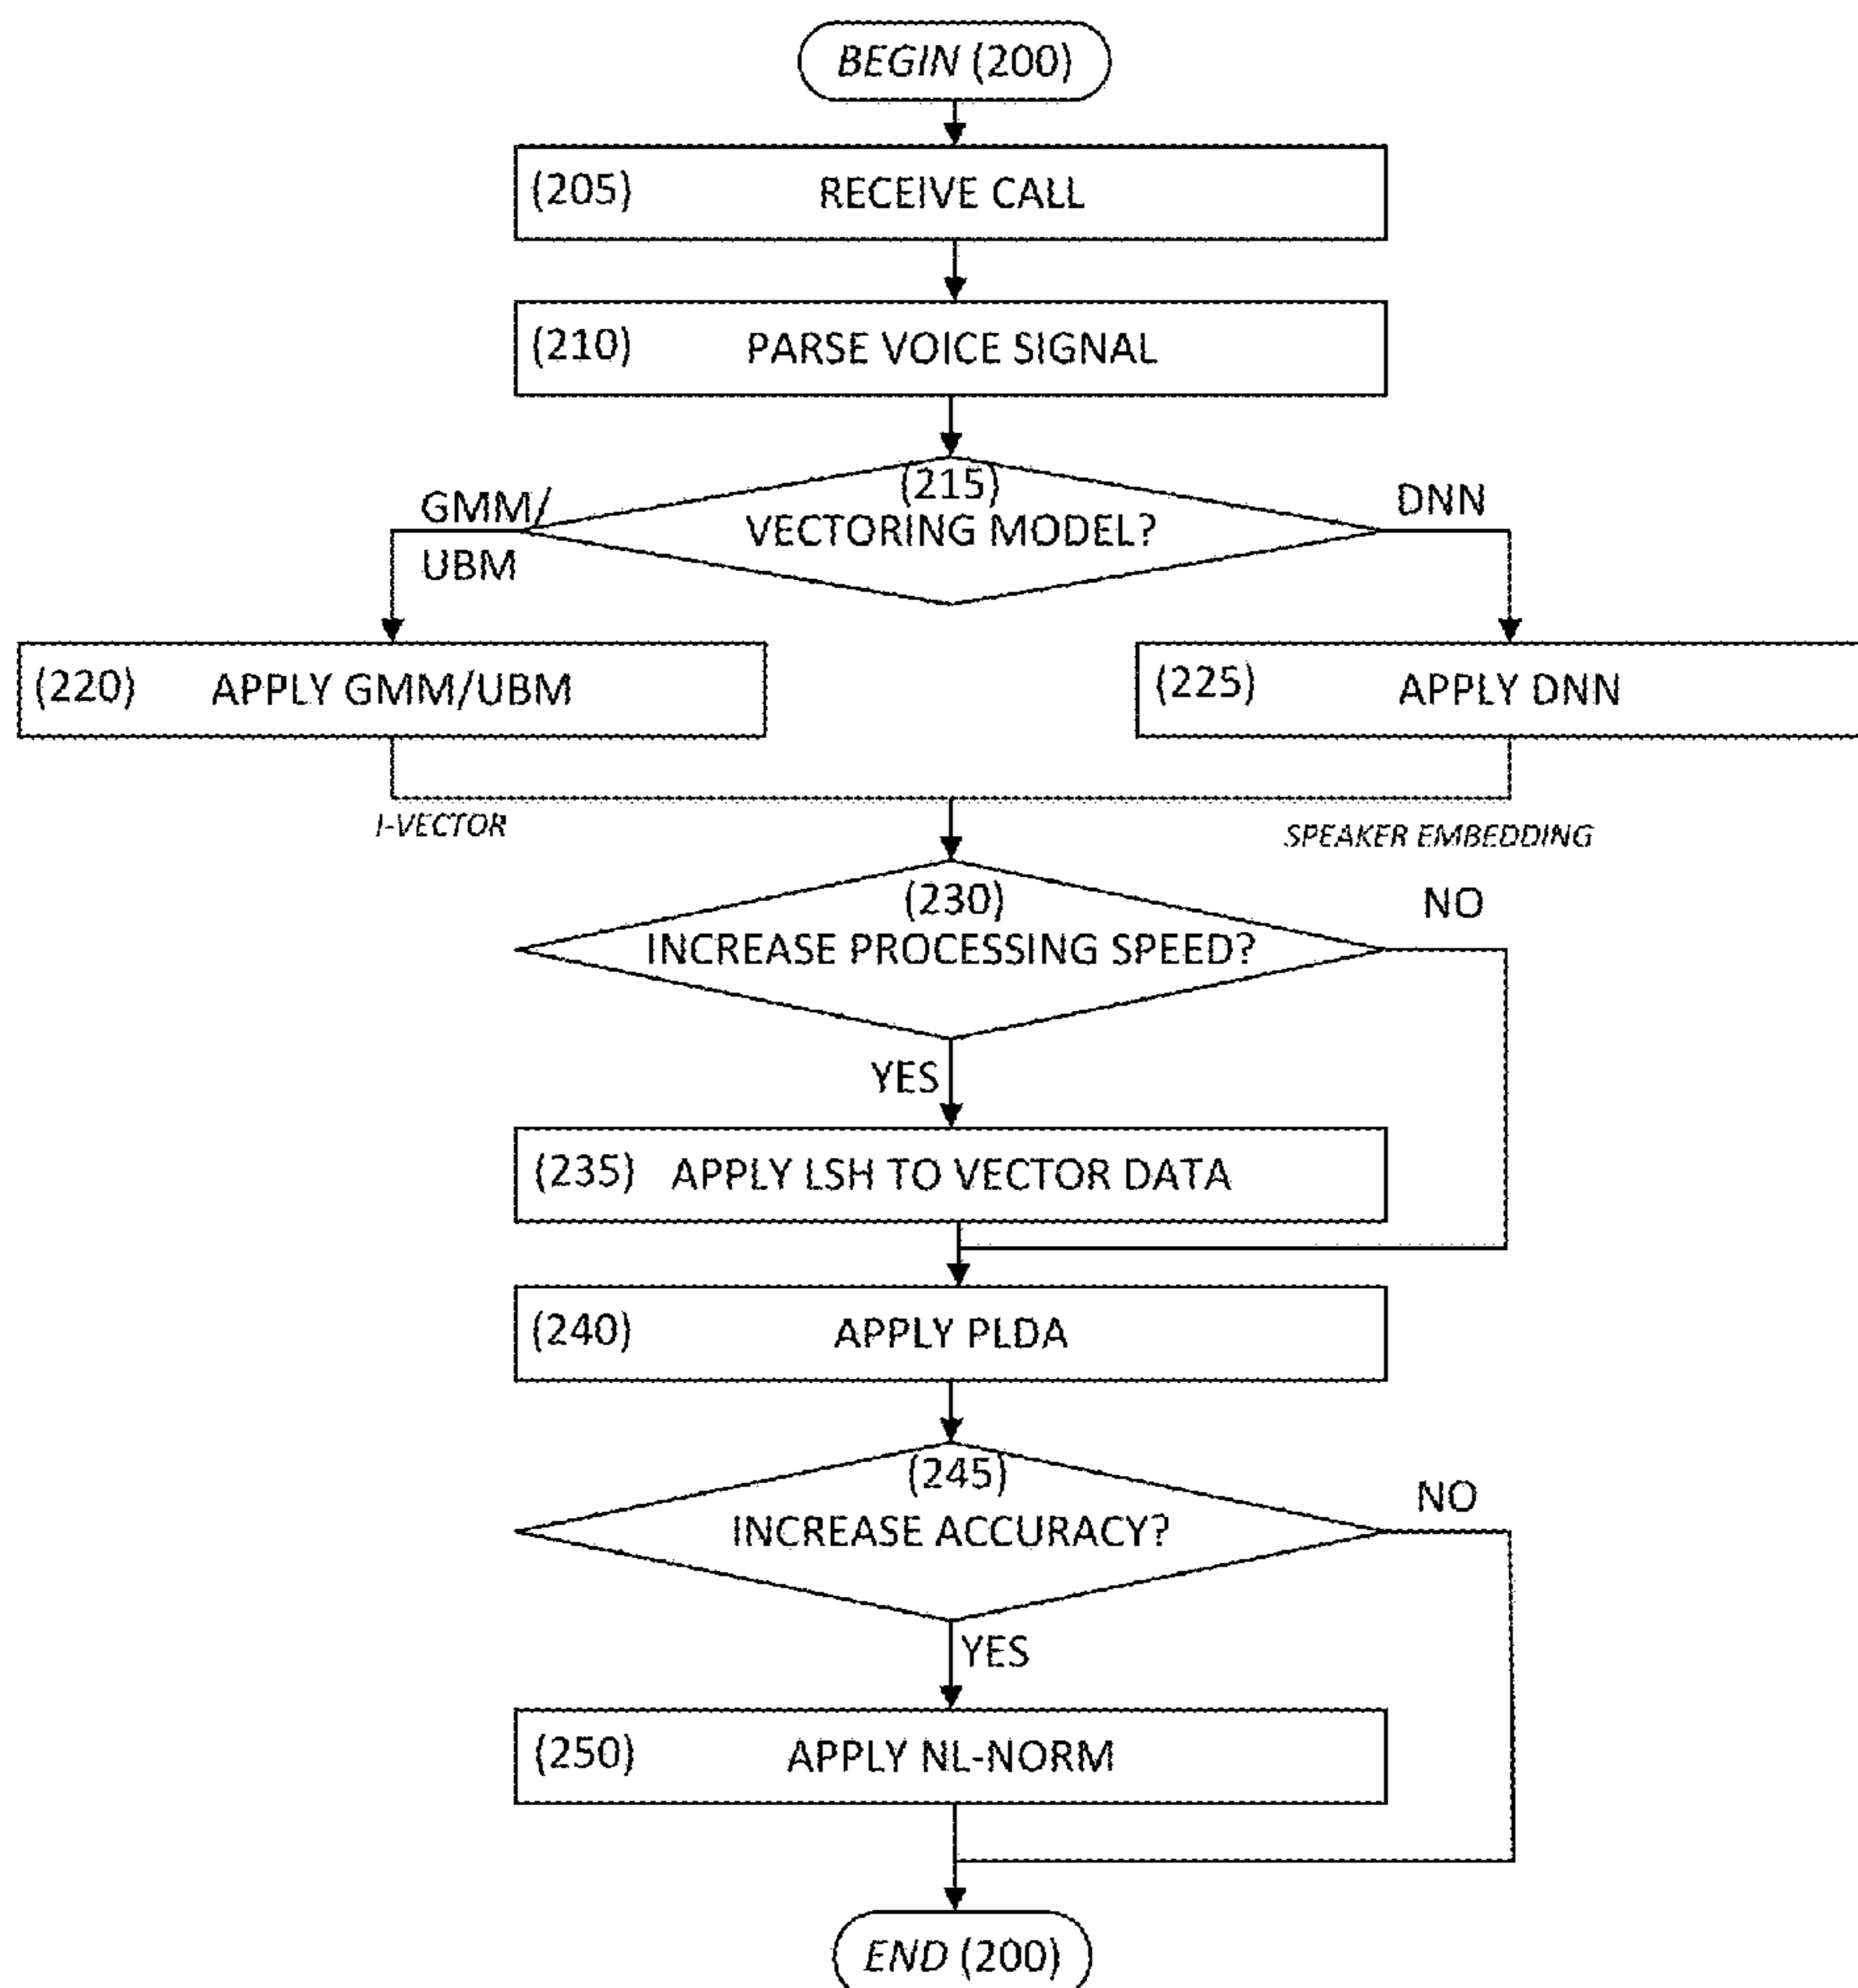 BEGIN (200)
(205) RECEIVE CALL
(210) PARSE VOICE SIGNAL
(215)
VECTORING MODEL?
GMM/
UBM
DNN
(220) APPLY GMM/UBM
(225) APPLY DNN
I-VECTOR
SPEAKER EMBEDDING
(230)
INCREASE PROCESSING SPEED?
NO
YES
(235) APPLY LSH TO VECTOR DATA
(240) APPLY PLDA
(245)
INCREASE ACCURACY?
NO
YES
(250) APPLY NL-NORM
END (200)